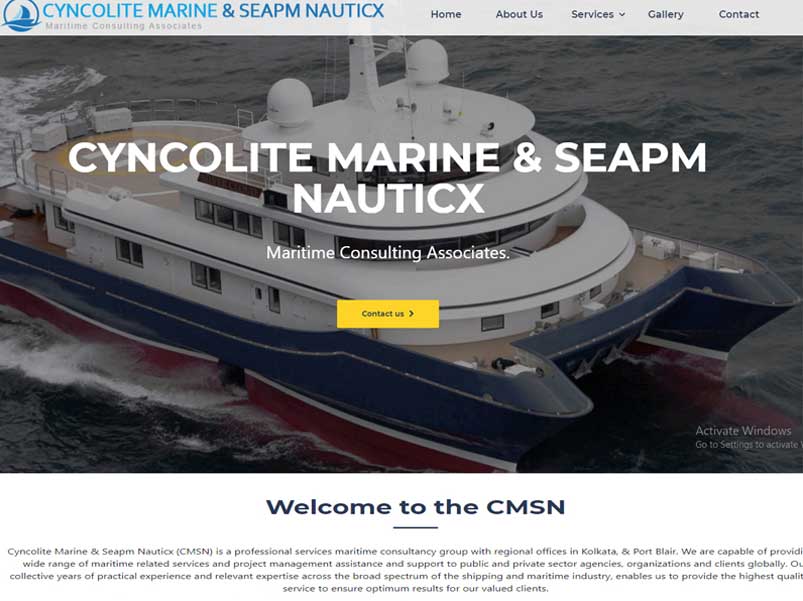 CYNCOLITE MARINE & SEAPM NAUTICX
Maritime Consulting Associates
Home About Us Services Gallery Contact
CYNCOLITE MARINE & SEAPM
NAUTICX
Maritime Consulting Associates.
Contact us
Activate Windows
Go to Settings to activate
Welcome to the CMSN
Cyncolite Marine & Seapm Nauticx (CMSN) is a professional services maritime consultancy group with regional offices in Kolkata, & Port Blair. We are capable of providi
wide range of maritime related services and project management assistance and support to public and private sector agencies, organizations and clients globally. Ou
collective years of practical experience and relevant expertise across the broad spectrum of the shipping and maritime industry, enables us to provide the highest qualit
service to ensure optimum results for our valued clients.